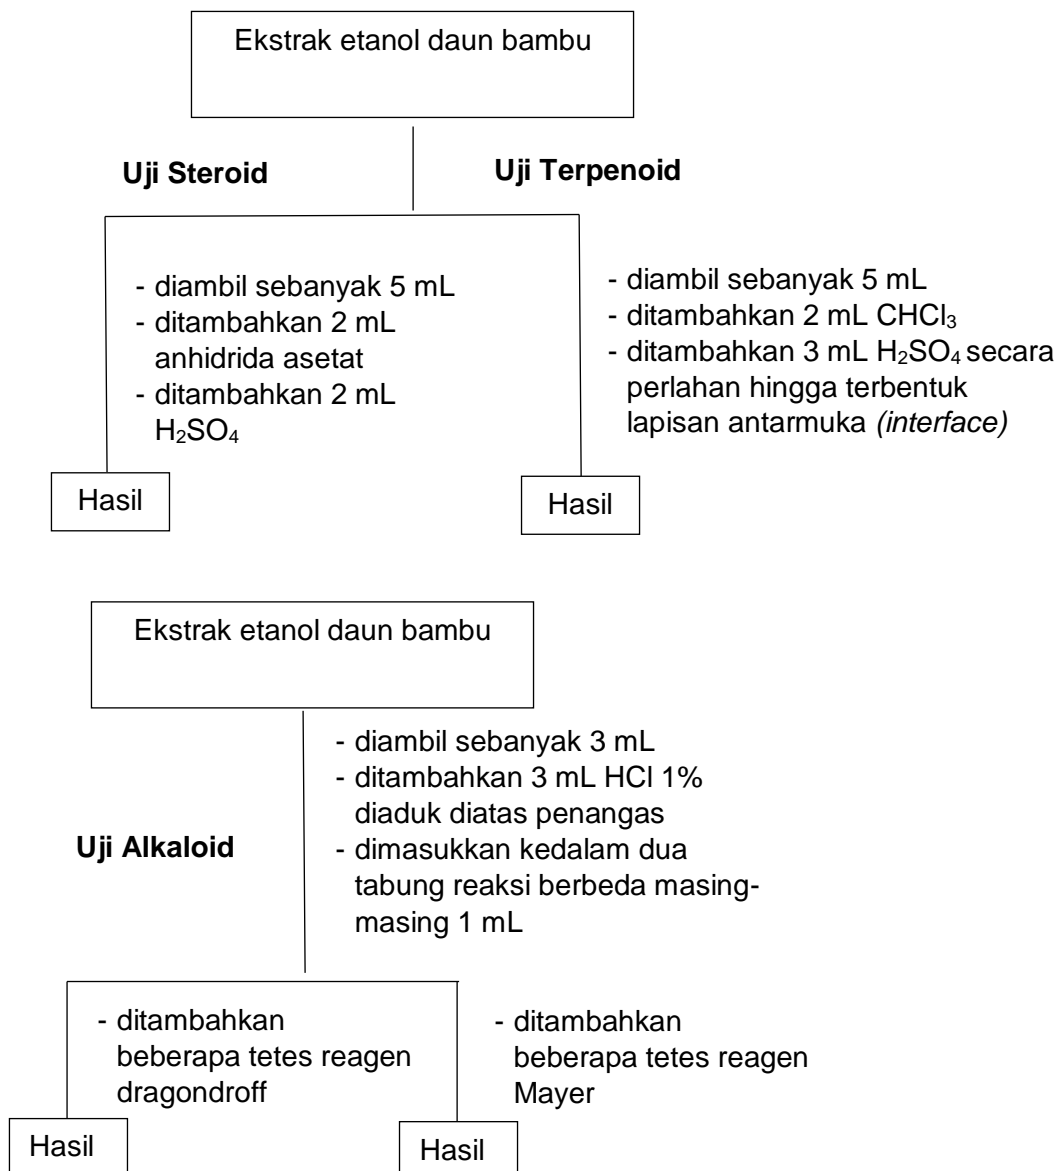 Ekstrak etanol daun bambu
Uji Steroid
Uji Terpenoid
- diambil sebanyak 5 mL
- ditambahkan 2 mL
anhidrida asetat
- ditambahkan 2 mL
H₂SO₄
- diambil sebanyak 5 mL
- ditambahkan 2 mL CHCl₃
- ditambahkan 3 mL H₂SO₄ secara
perlahan hingga terbentuk
lapisan antarmuka (interface)
Hasil
Hasil
Ekstrak etanol daun bambu
- diambil sebanyak 3 mL
- ditambahkan 3 mL HCl 1%
diaduk diatas penangas
- dimasukkan kedalam dua
tabung reaksi berbeda masing-
masing 1 mL
Uji Alkaloid
- ditambahkan
beberapa tetes reagen
dragondroff
- ditambahkan
beberapa tetes reagen
Mayer
Hasil
Hasil